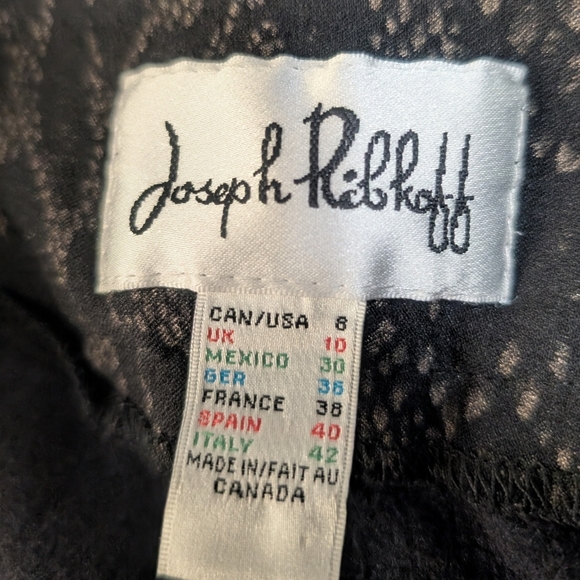 Joseph Ribkoff
CAN/USA 8
UK 10
MEXICO 30
GER 36
FRANCE 38
SPAIN 40
ITALY 42
MADE IN/FAIT AU
CANADA